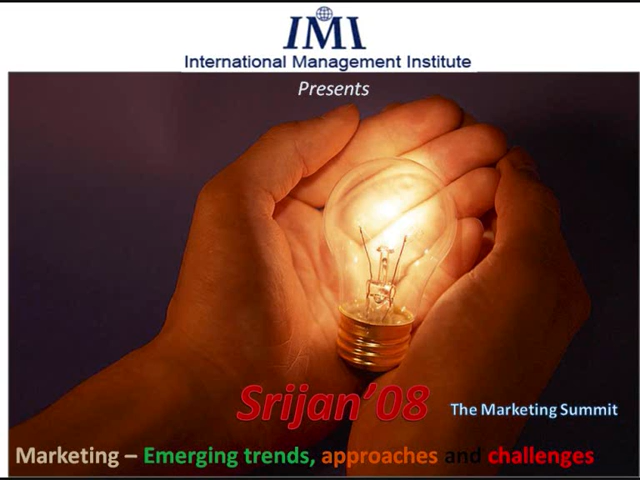 IMI
International Management Institute
Presents
Srijan'08
The Marketing Summit
Marketing – Emerging trends, approaches and challenges